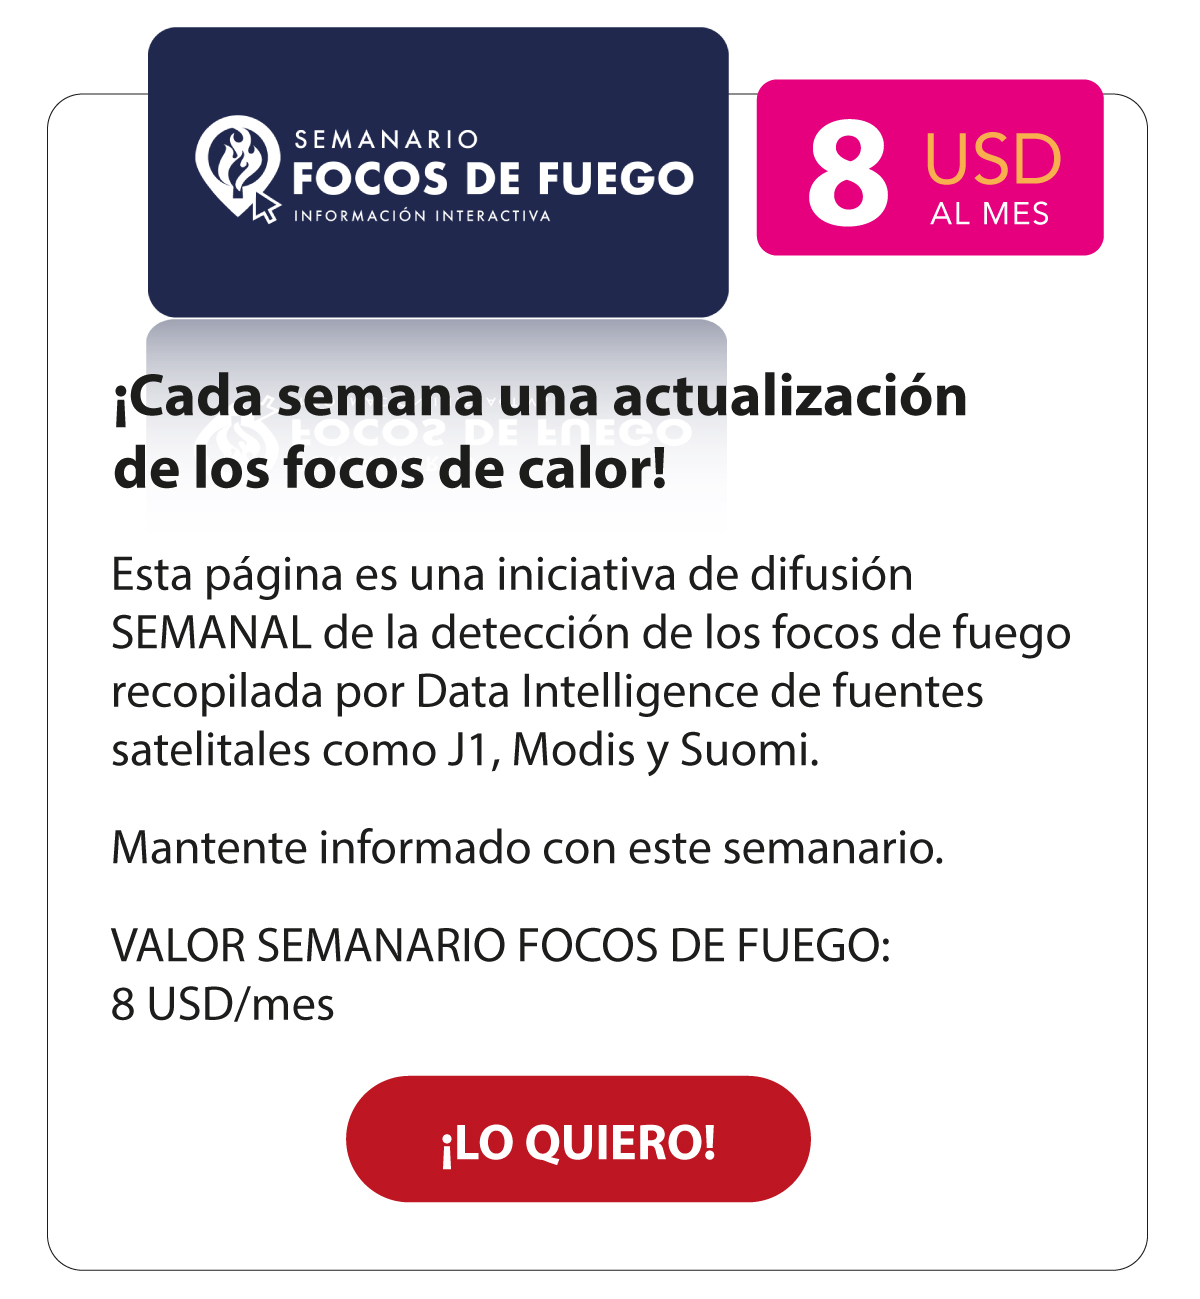 SEMANARIO
FOCOS DE FUEGO
INFORMACIÓN INTERACTIVA
8 USD
AL MES
¡Cada semana una actualización
de los focos de calor!
Esta página es una iniciativa de difusión
SEMANAL de la detección de los focos de fuego
recopilada por Data Intelligence de fuentes
satelitales como J1, Modis y Suomi.
Mantente informado con este semanario.
VALOR SEMANARIO FOCOS DE FUEGO:
8 USD/mes
¡LO QUIERO!